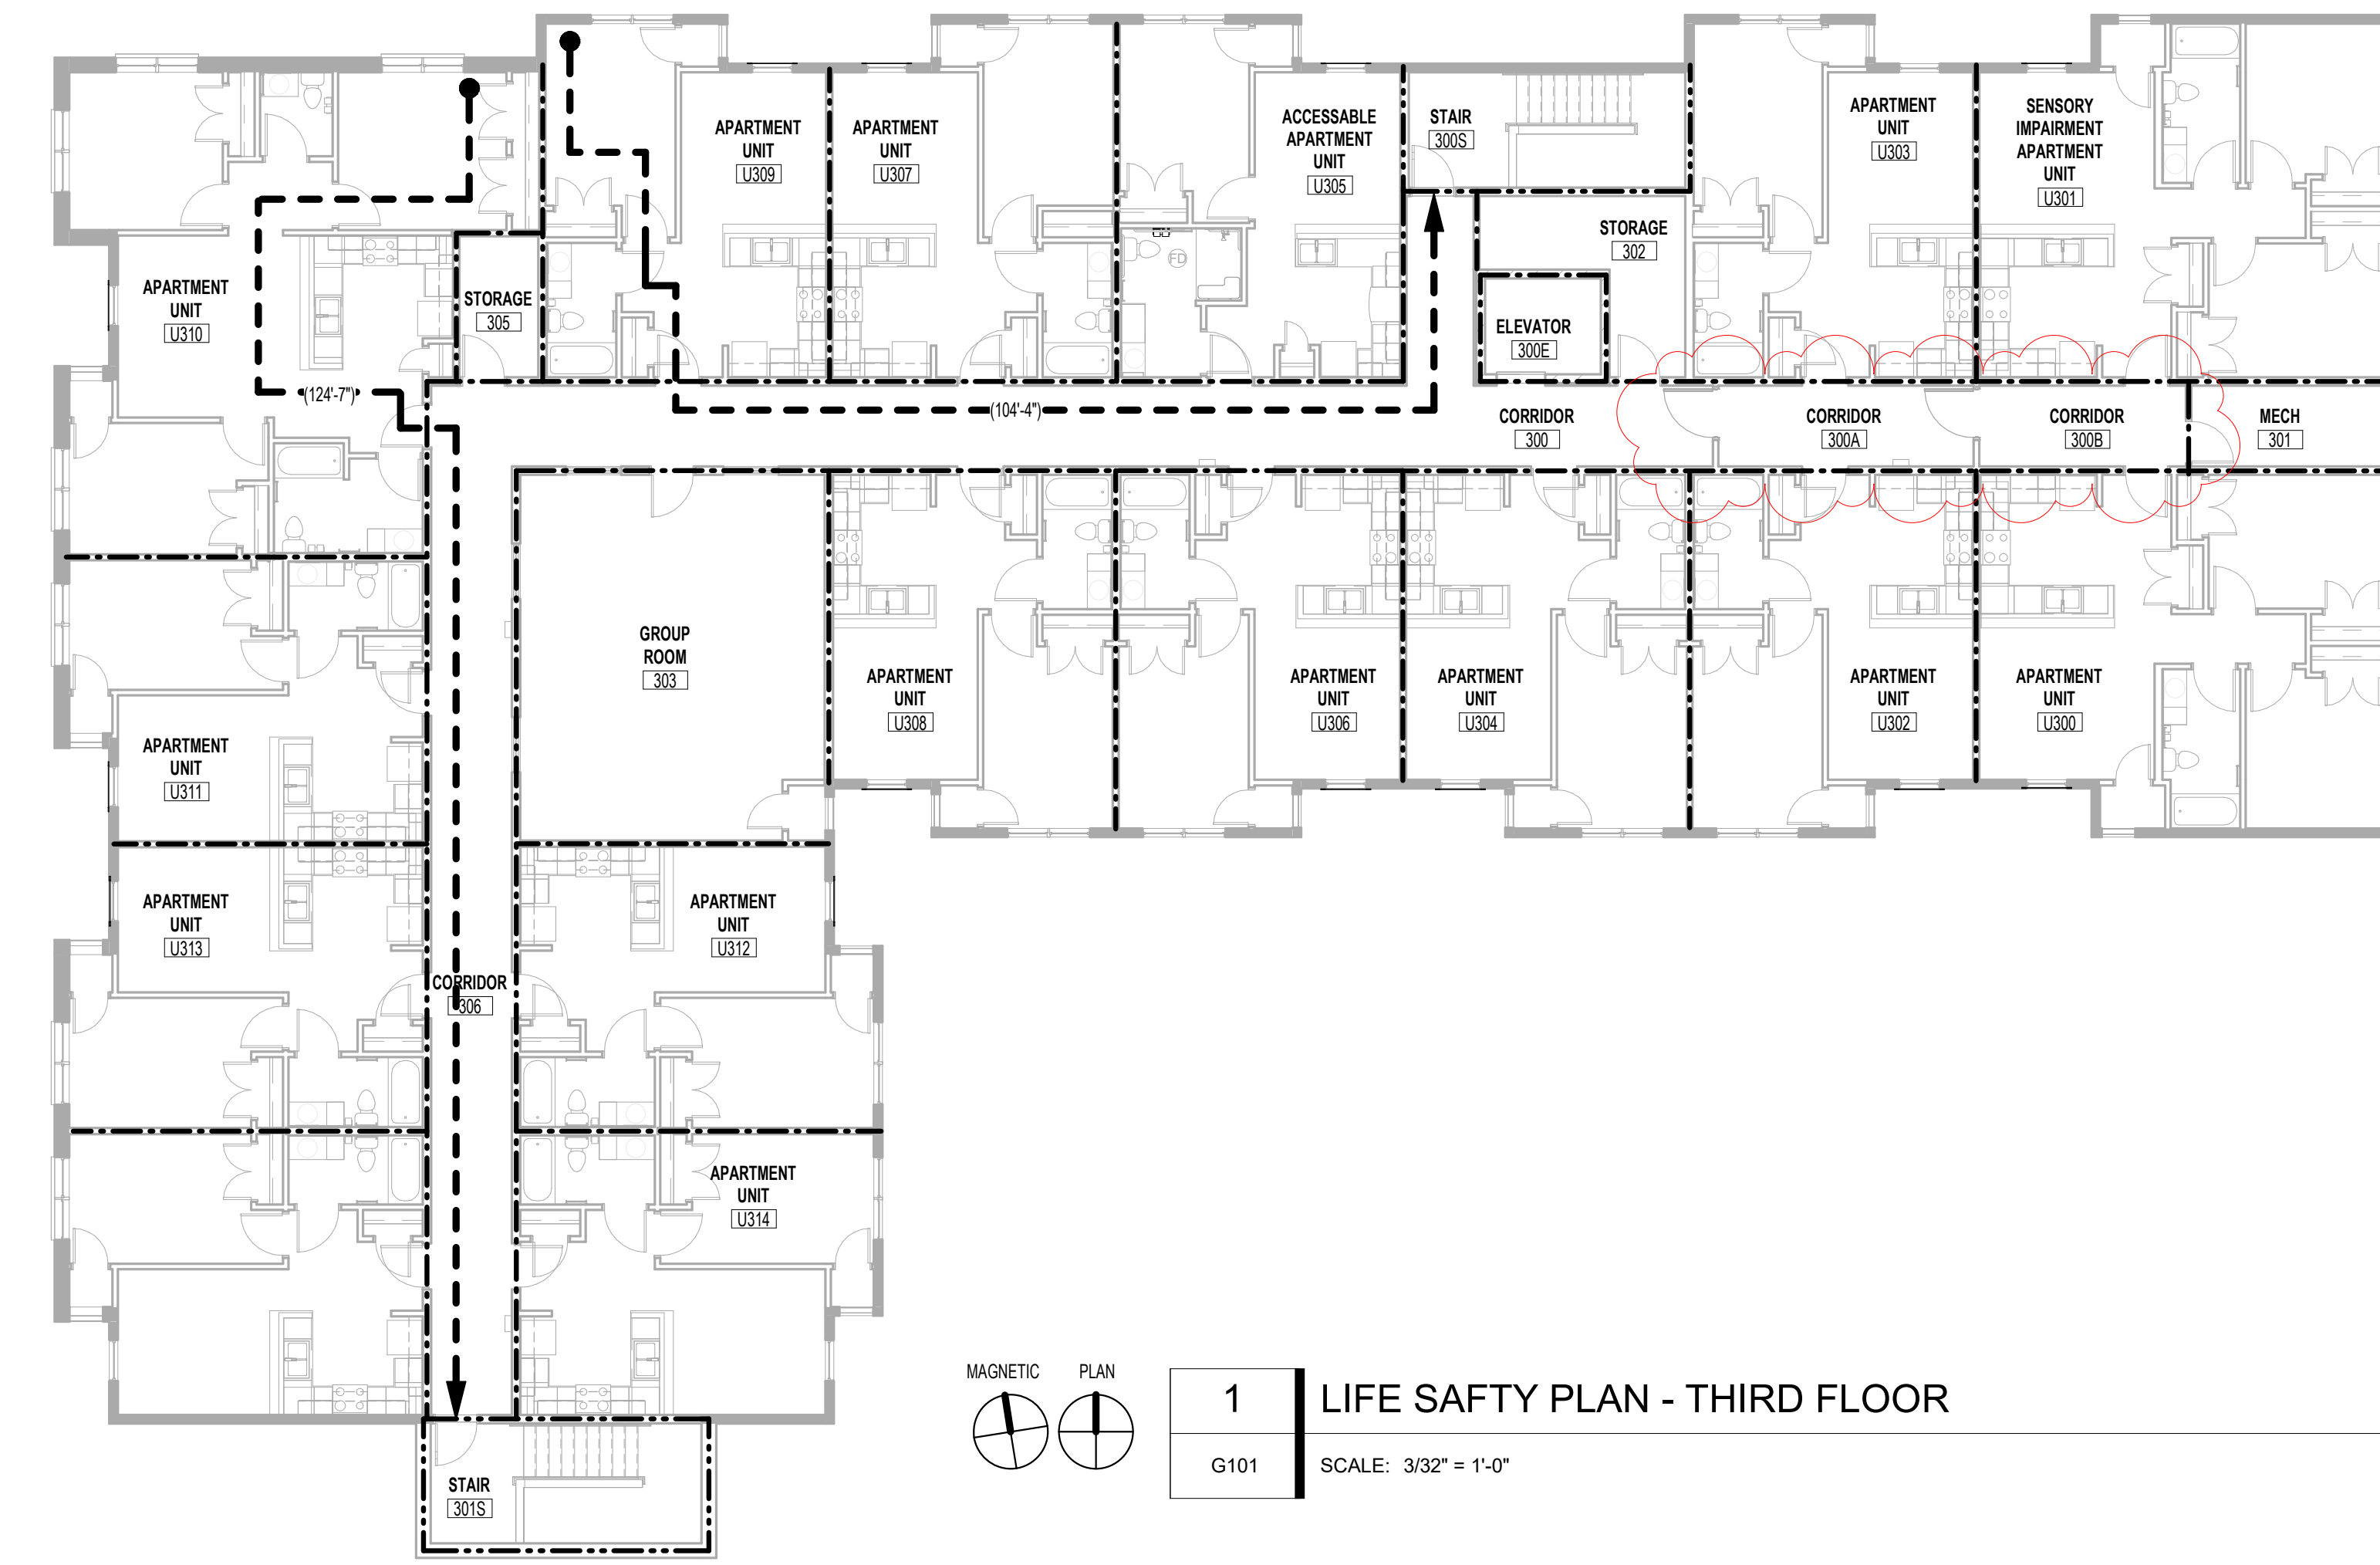 APARTMENT
UNIT
U309
APARTMENT
UNIT
U307
ACCESSABLE
APARTMENT
UNIT
U305
STAIR
300S
APARTMENT
UNIT
U303
SENSORY
IMPAIRMENT
APARTMENT
UNIT
U301
STORAGE
302
FD
APARTMENT
UNIT
U310
STORAGE
305
ELEVATOR
300E
(124'-7")
(104'-4")
CORRIDOR
300
CORRIDOR
300A
CORRIDOR
300B
MECH
301
GROUP
ROOM
303
APARTMENT
UNIT
U308
APARTMENT
UNIT
U306
APARTMENT
UNIT
U304
APARTMENT
UNIT
U302
APARTMENT
UNIT
U300
APARTMENT
UNIT
U311
APARTMENT
UNIT
U313
APARTMENT
UNIT
U312
CORRIDOR
306
APARTMENT
UNIT
U314
STAIR
301S
MAGNETIC
PLAN
1
LIFE SAFTY PLAN - THIRD FLOOR
G101
SCALE: 3/32" = 1'-0"